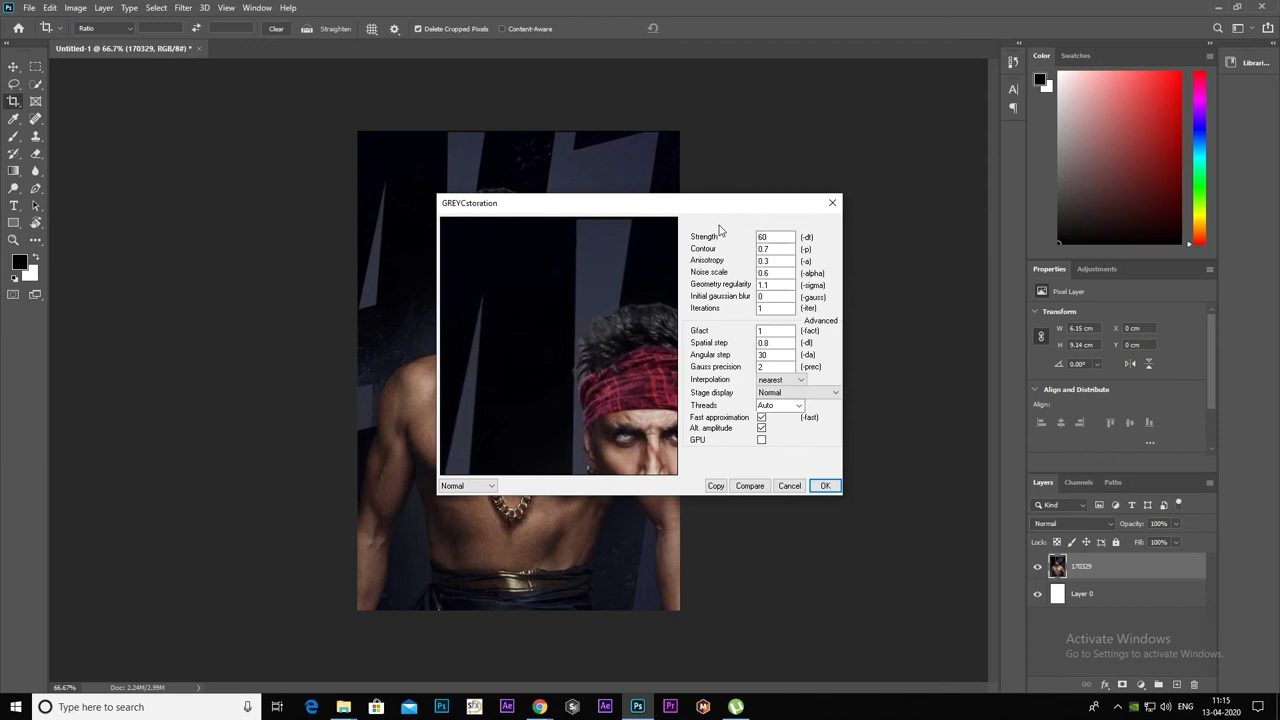 File Edit Image Layer Type Select Filter 3D View Window Help
Ratio Clear Straighten Delete Cropped Pixels Content-Aware
Untitled-1 @ 66.7% (170329, RGB/8#) * ×
Color Swatches
Librari...
GREYCstoration
Strength 60 (-dt)
Contour 0.7 (-p)
Anisotropy 0.3 (-a)
Noise scale 0.6 (-alpha)
Geometry regularity 1.1 (-sigma)
Initial gaussian blur 0 (-gauss)
Iterations 1 (-iter)
Advanced
Gfact 1 (-fact)
Spatial step 0.8 (-dl)
Angular step 30 (-da)
Gauss precision 2 (-prec)
Interpolation nearest
Stage display Normal
Threads Auto
Fast approximation (-fast)
Alt. amplitude
GPU
Normal Copy Compare Cancel OK
Properties Adjustments
Pixel Layer
Transform
W 6.15 cm X 0 cm
H 9.14 cm Y 0 cm
0.00°
Align and Distribute
Align:
...
Layers Channels Paths
Kind
Normal Opacity: 100%
Lock: Fill: 100%
170329
Layer 0
Activate Windows
Go to Settings to activate Windows.
66.67% Doc: 2.24M/2.99M
Type here to search
ENG
11:15
13-04-2020